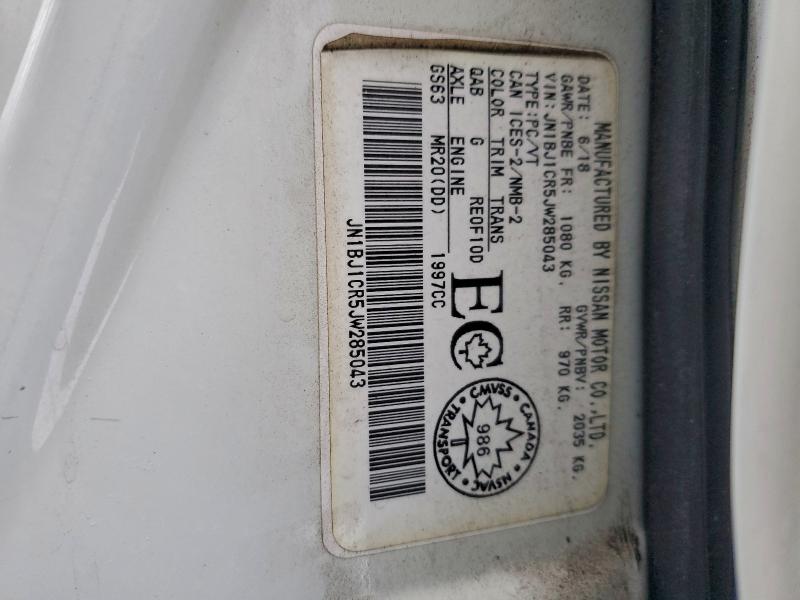 MANUFACTURED BY NISSAN MOTOR CO.,LTD.
DATE: 6/18 GVWR/PNBV: 2035 KG.
GAWR/PNBE FR: 1080 KG. RR: 970 KG.
VIN: JN1BJ1CR5JW285043
TYPE:PC/VT
CAN ICES-2/NMB-2
COLOR TRIM TRANS
QAB G RE0F10D
AXLE ENGINE
GS63 MR20(DD) 1997CC
EC
CMVSS • CANADA • NSVAC • TRANSPORT •
986
JN1BJ1CR5JW285043